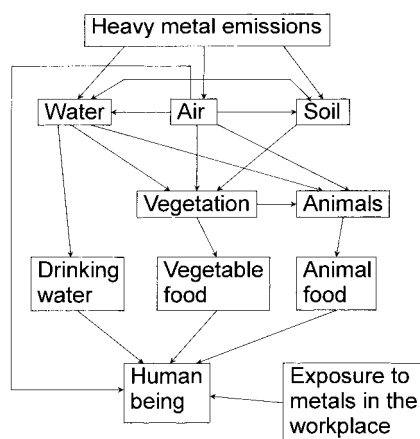 Heavy metal emissions
Water
Air
Soil
Vegetation
Animals
Drinking
water
Vegetable
food
Animal
food
Human
being
Exposure to
metals in the
workplace